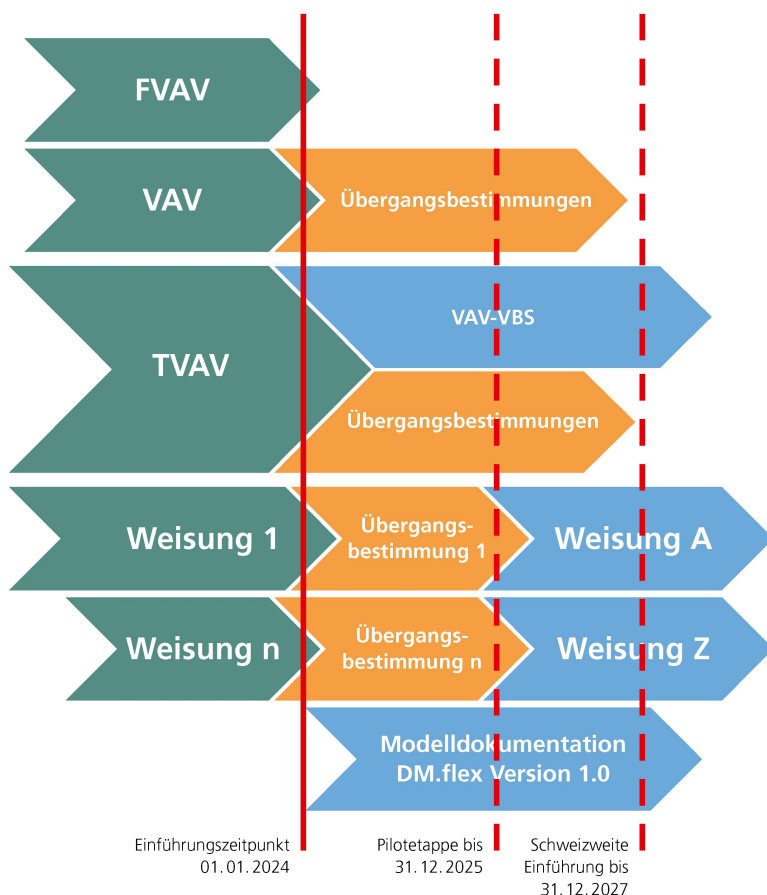 FVAV
VAV
Übergangsbestimmungen
VAV-VBS
TVAV
Übergangsbestimmungen
Weisung 1
Übergangs-
bestimmung 1
Weisung A
Weisung n
Übergangs-
bestimmung n
Weisung Z
Modelldokumentation
DM.flex Version 1.0
Einführungszeitpunkt
01.01.2024
Pilotetappe bis
31.12.2025
Schweizweite
Einführung bis
31.12.2027